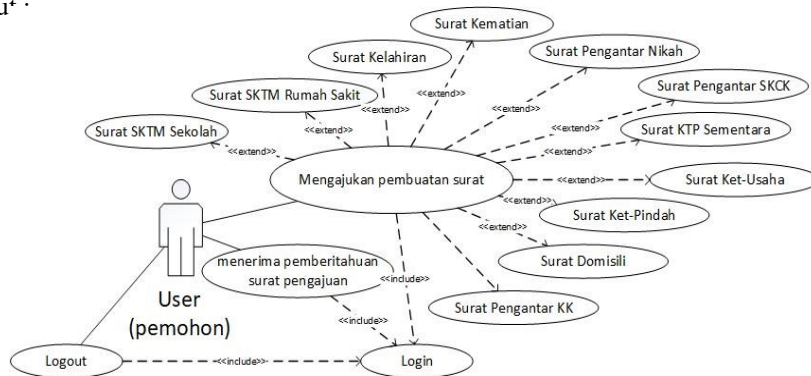 Surat Kematian
Surat Kelahiran
Surat Pengantar Nikah
Surat SKTM Rumah Sakit
<<extend>>
Surat Pengantar SKCK
<<extend>>
<<extend>>
Surat SKTM Sekolah
<<extend>>
<<extend>>
Surat KTP Sementara
<<extend>>
<<extend>>
Mengajukan pembuatan surat
<<extend>>
Surat Ket-Usaha
<<extend>>
Surat Ket-Pindah
<<extend>>
menerima pemberitahuan
surat pengajuan
Surat Domisili
<<include>>
User
(pemohon)
Surat Pengantar KK
<<include>>
Logout
<<include>>
Login